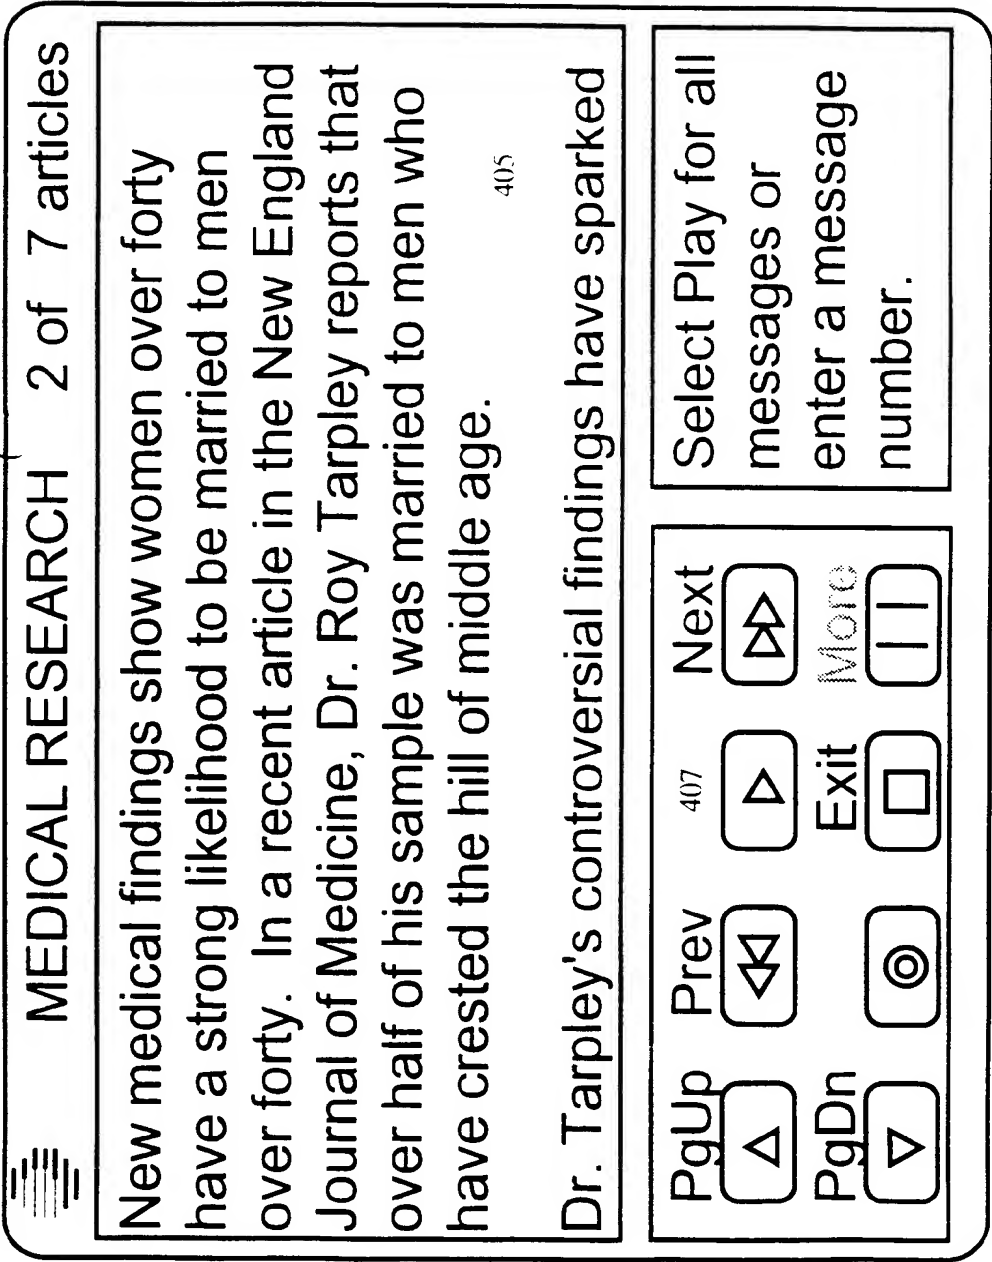 MEDICAL RESEARCH 2 of 7 articles
New medical findings show women over forty
have a strong likelihood to be married to men
over forty. In a recent article in the New England
Journal of Medicine, Dr. Roy Tarpley reports that
over half of his sample was married to men who
have crested the hill of middle age.
405
Dr. Tarpley's controversial findings have sparked
PgUp Prev 407 Next
PgDn Exit More
Select Play for all
messages or
enter a message
number.